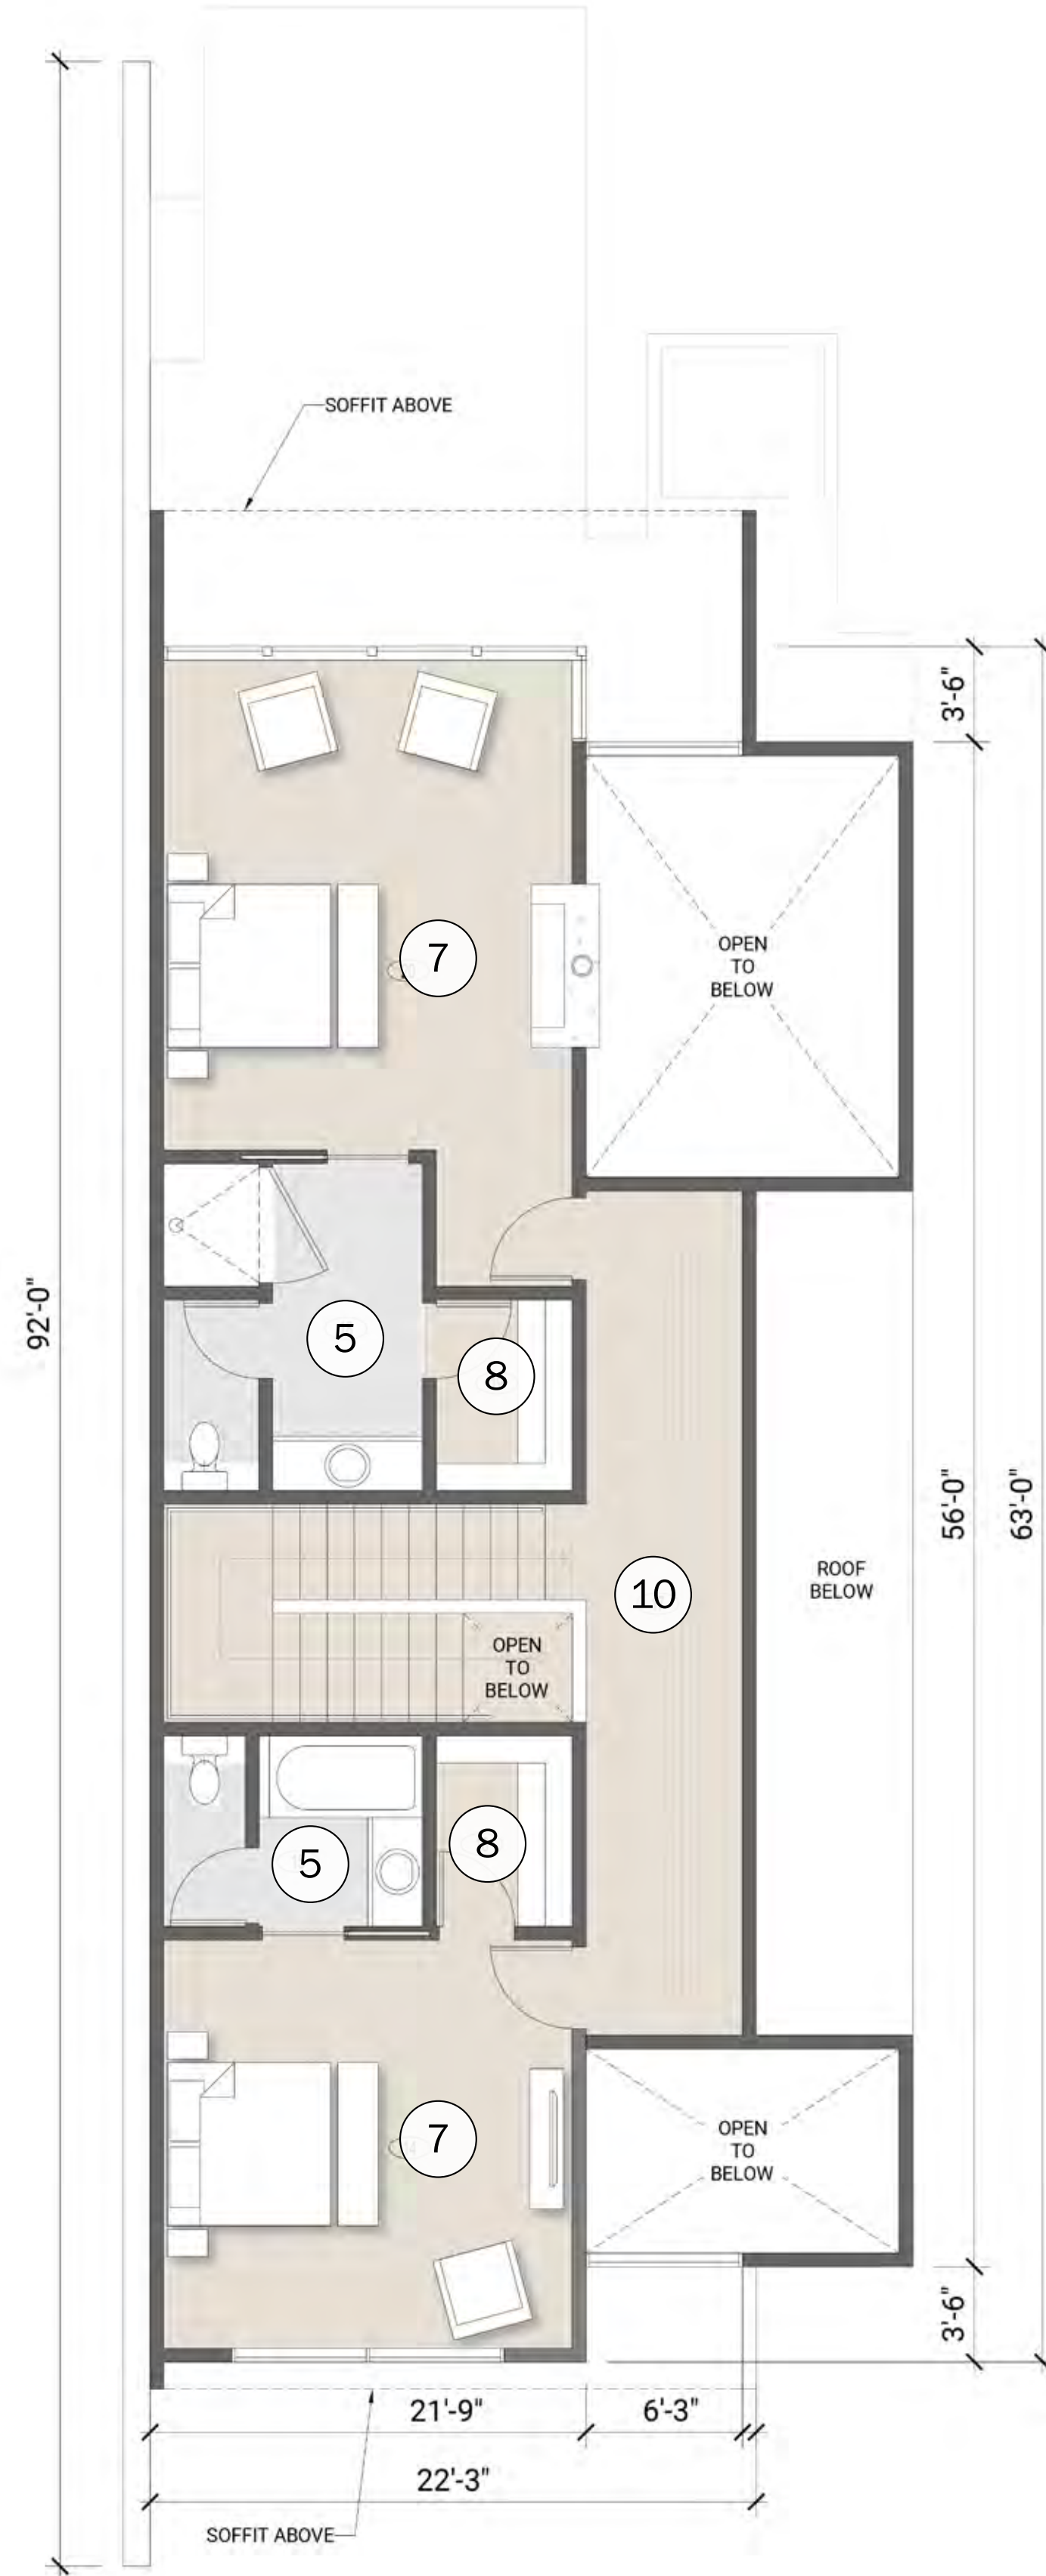 SOFFIT ABOVE
3'-6"
7
OPEN
TO
BELOW
92'-0"
5
8
56'-0"
63'-0"
10
ROOF
BELOW
OPEN
TO
BELOW
5
8
7
OPEN
TO
BELOW
3'-6"
21'-9"
6'-3"
22'-3"
SOFFIT ABOVE